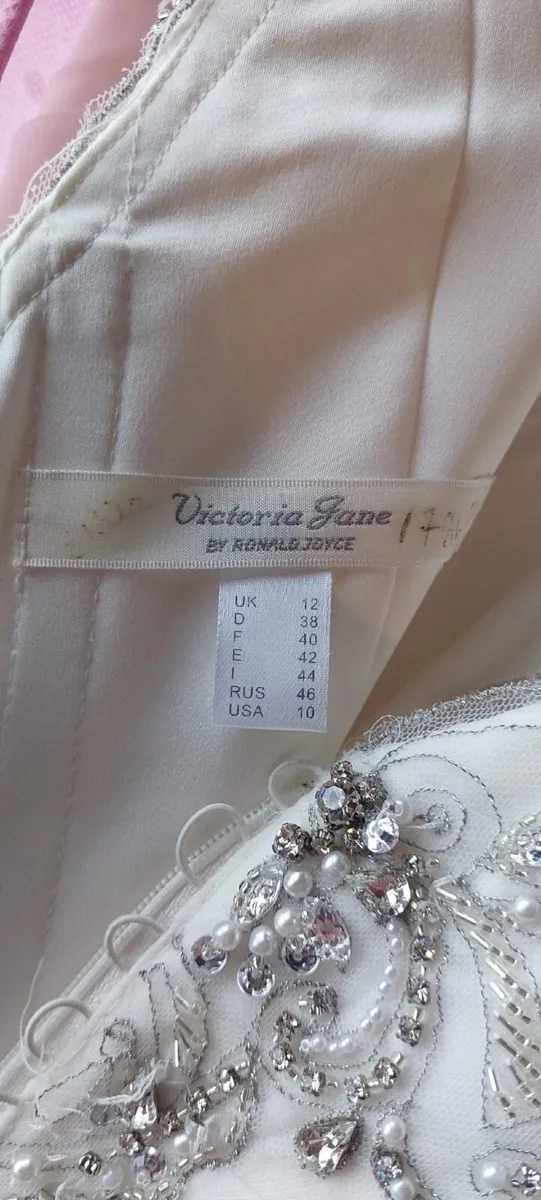 Victoria Jane
BY RONALD JOYCE
UK 12
D 38
F 40
E 42
I 44
RUS 46
USA 10